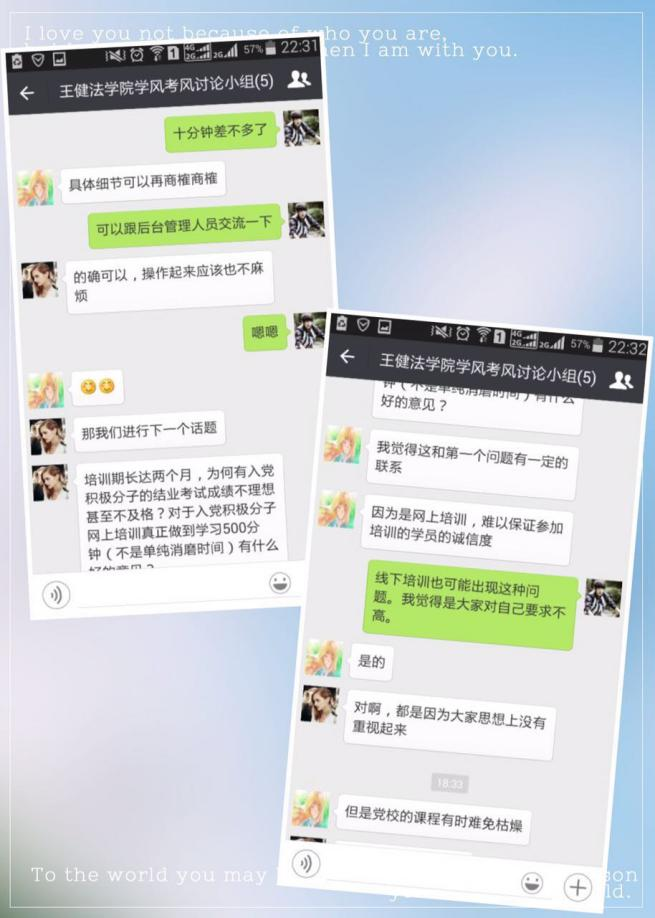 I love you not because of who you are,
hen I am with you.
4G 2G 2G 57% 22:31
王健法学院学风考风讨论小组(5)
十分钟差不多了
具体细节可以再商榷商榷
可以跟后台管理人员交流一下
的确可以，操作起来应该也不麻
烦
嗯嗯
那我们进行下一个话题
培训期长达两个月，为何有入党
积极分子的结业考试成绩不理想
甚至不及格？对于入党积极分子
网上培训真正做到学习500分
钟（不是单纯消磨时间）有什么
好的意见？
4G 2G 2G 57% 22:32
王健法学院学风考风讨论小组(5)
钟（不是单纯消磨时间）有什么
好的意见？
我觉得这和第一个问题有一定的
联系
因为是网上培训，难以保证参加
培训的学员的诚信度
线下培训也可能出现这种问
题。我觉得是大家对自己要求不
高。
是的
对啊，都是因为大家思想上没有
重视起来
18:33
但是党校的课程有时难免枯燥
To the world you may
son
ld.